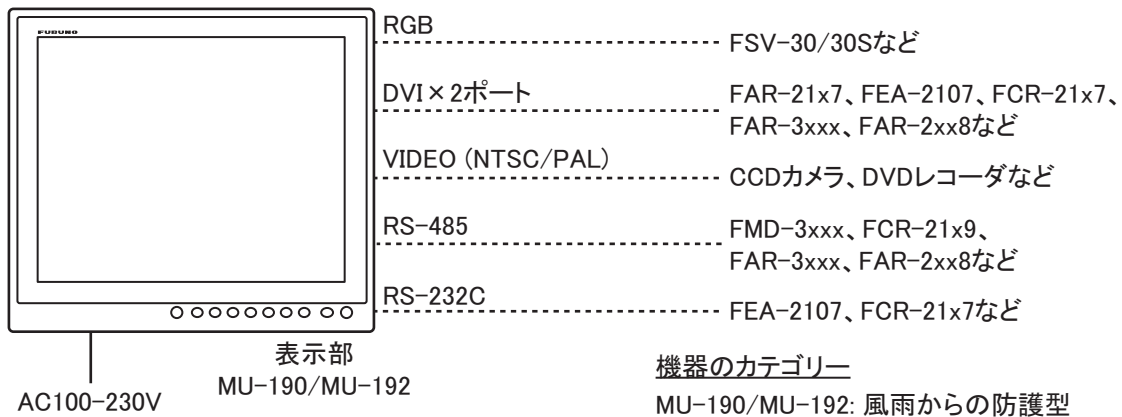 FURUNO
RGB
FSV-30/30Sなど
DVI×2ポート
FAR-21x7、FEA-2107、FCR-21x7、
FAR-3xxx、FAR-2xx8など
VIDEO (NTSC/PAL)
CCDカメラ、DVDレコーダなど
RS-485
FMD-3xxx、FCR-21x9、
FAR-3xxx、FAR-2xx8など
RS-232C
FEA-2107、FCR-21x7など
表示部
MU-190/MU-192
AC100-230V
機器のカテゴリー
MU-190/MU-192: 風雨からの防護型